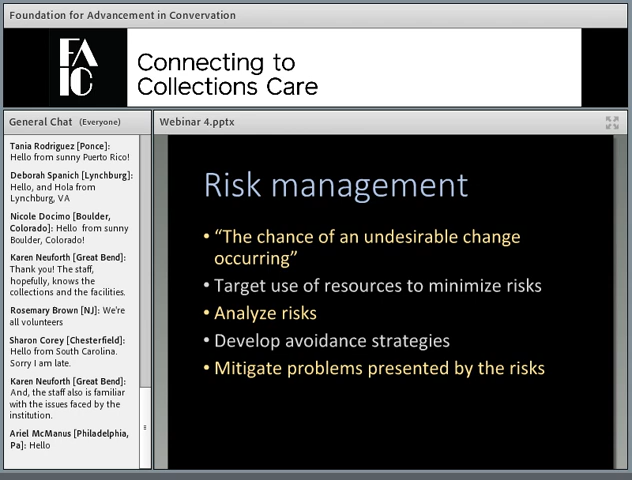 Foundation for Advancement in Convervation
FA
IC
Connecting to
Collections Care
General Chat (Everyone)
Tania Rodriguez [Ponce]:
Hello from sunny Puerto Rico!
Deborah Spanich [Lynchburg]:
Hello, and Hola from
Lynchburg, VA
Nicole Docimo [Boulder,
Colorado]: Hello from sunny
Boulder, Colorado!
Karen Neuforth [Great Bend]:
Thank you! The staff,
hopefully, knows the
collections and the facilities.
Rosemary Brown [NJ]: We're
all volunteers
Sharon Corey [Chesterfield]:
Hello from South Carolina.
Sorry I am late.
Karen Neuforth [Great Bend]:
And, the staff also is familiar
with the issues faced by the
institution.
Ariel McManus [Philadelphia,
Pa]: Hello
Webinar 4.pptx
Risk management
• “The chance of an undesirable change
occurring”
• Target use of resources to minimize risks
• Analyze risks
• Develop avoidance strategies
• Mitigate problems presented by the risks